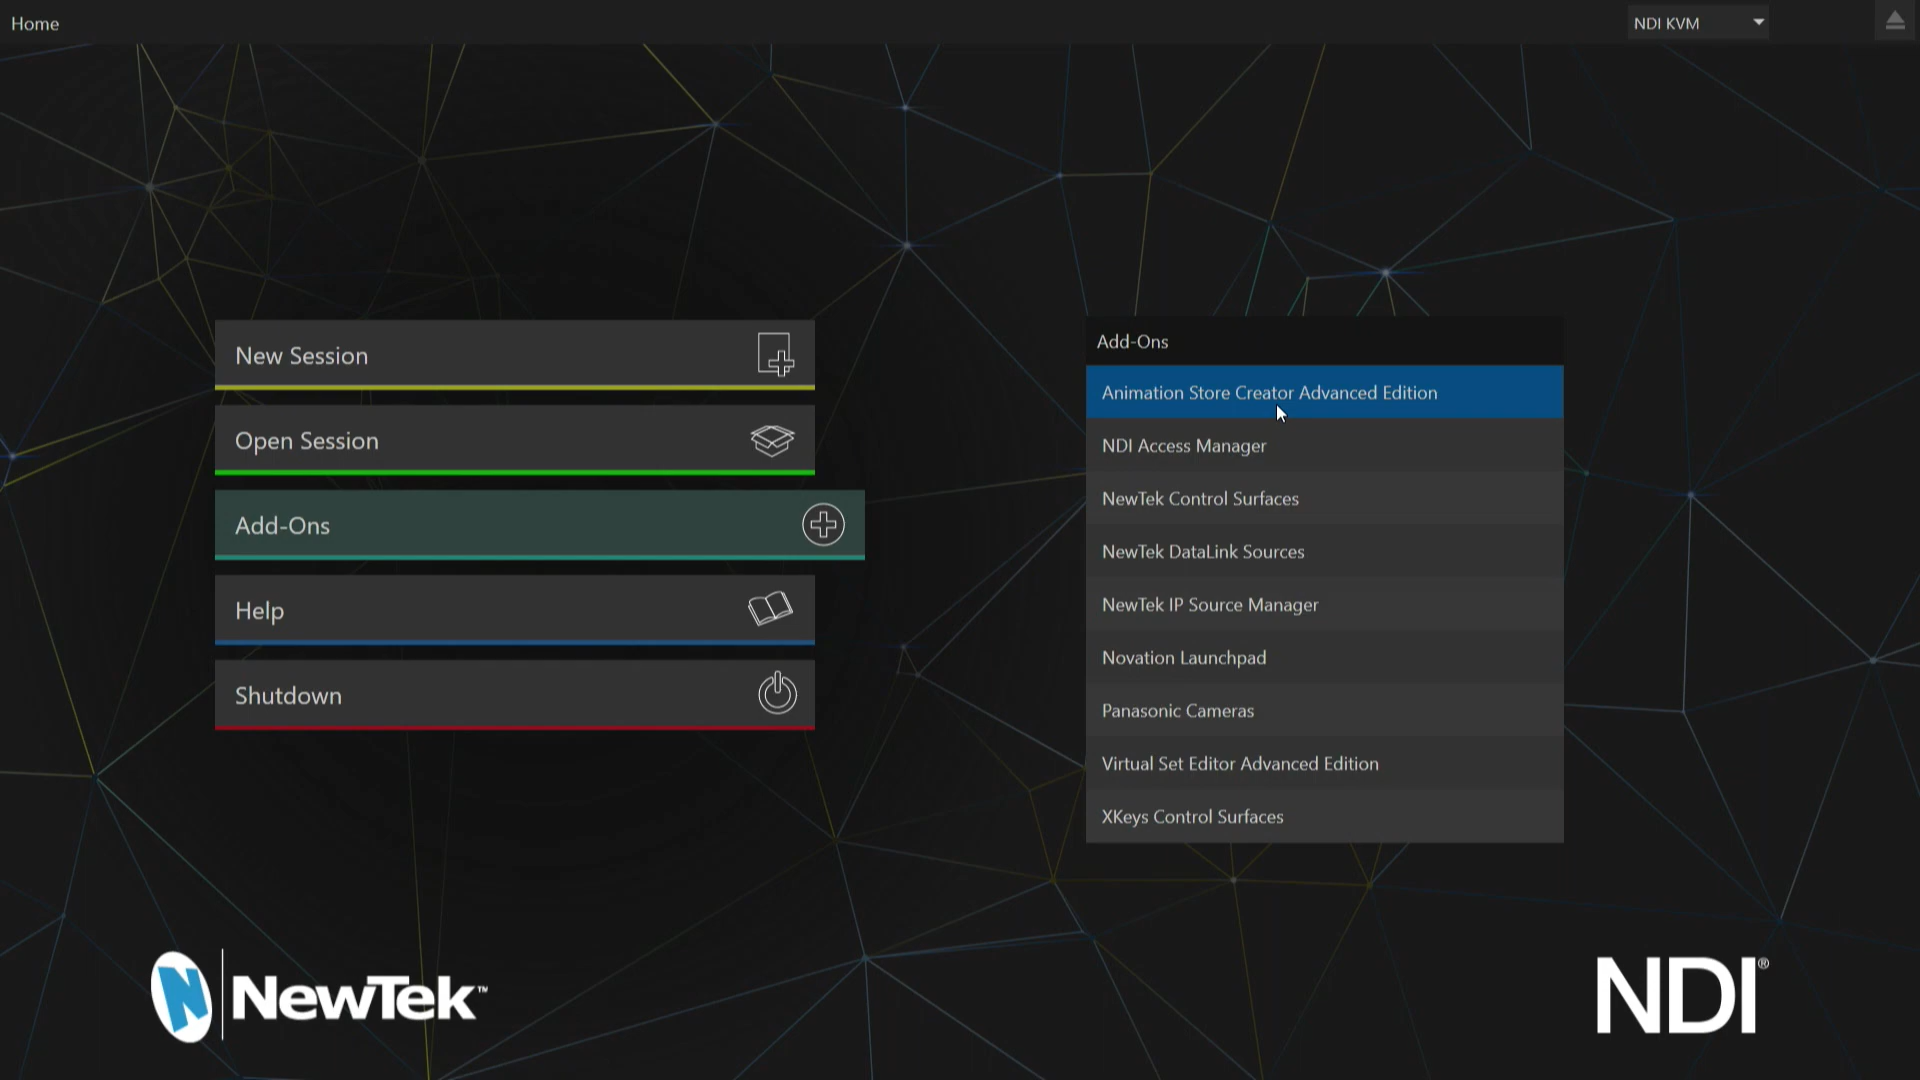 Home
NDI KVM
New Session
Open Session
Add-Ons
Help
Shutdown
Add-Ons
Animation Store Creator Advanced Edition
NDI Access Manager
NewTek Control Surfaces
NewTek DataLink Sources
NewTek IP Source Manager
Novation Launchpad
Panasonic Cameras
Virtual Set Editor Advanced Edition
XKeys Control Surfaces
N NewTek™
NDI®